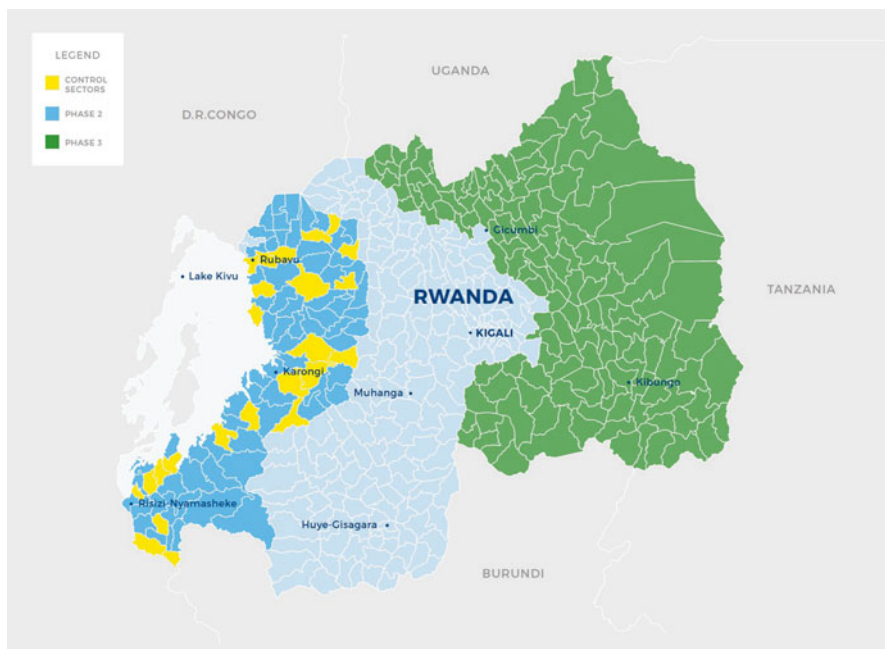 LEGEND
CONTROL
SECTORS
PHASE 2
PHASE 3
UGANDA
D.R.CONGO
Gicumbi
Rubavu
Lake Kivu
RWANDA
TANZANIA
KIGALI
Karongi
Kibungo
Muhanga
Risizi-Nyamasheke
Huye-Gisagara
BURUNDI